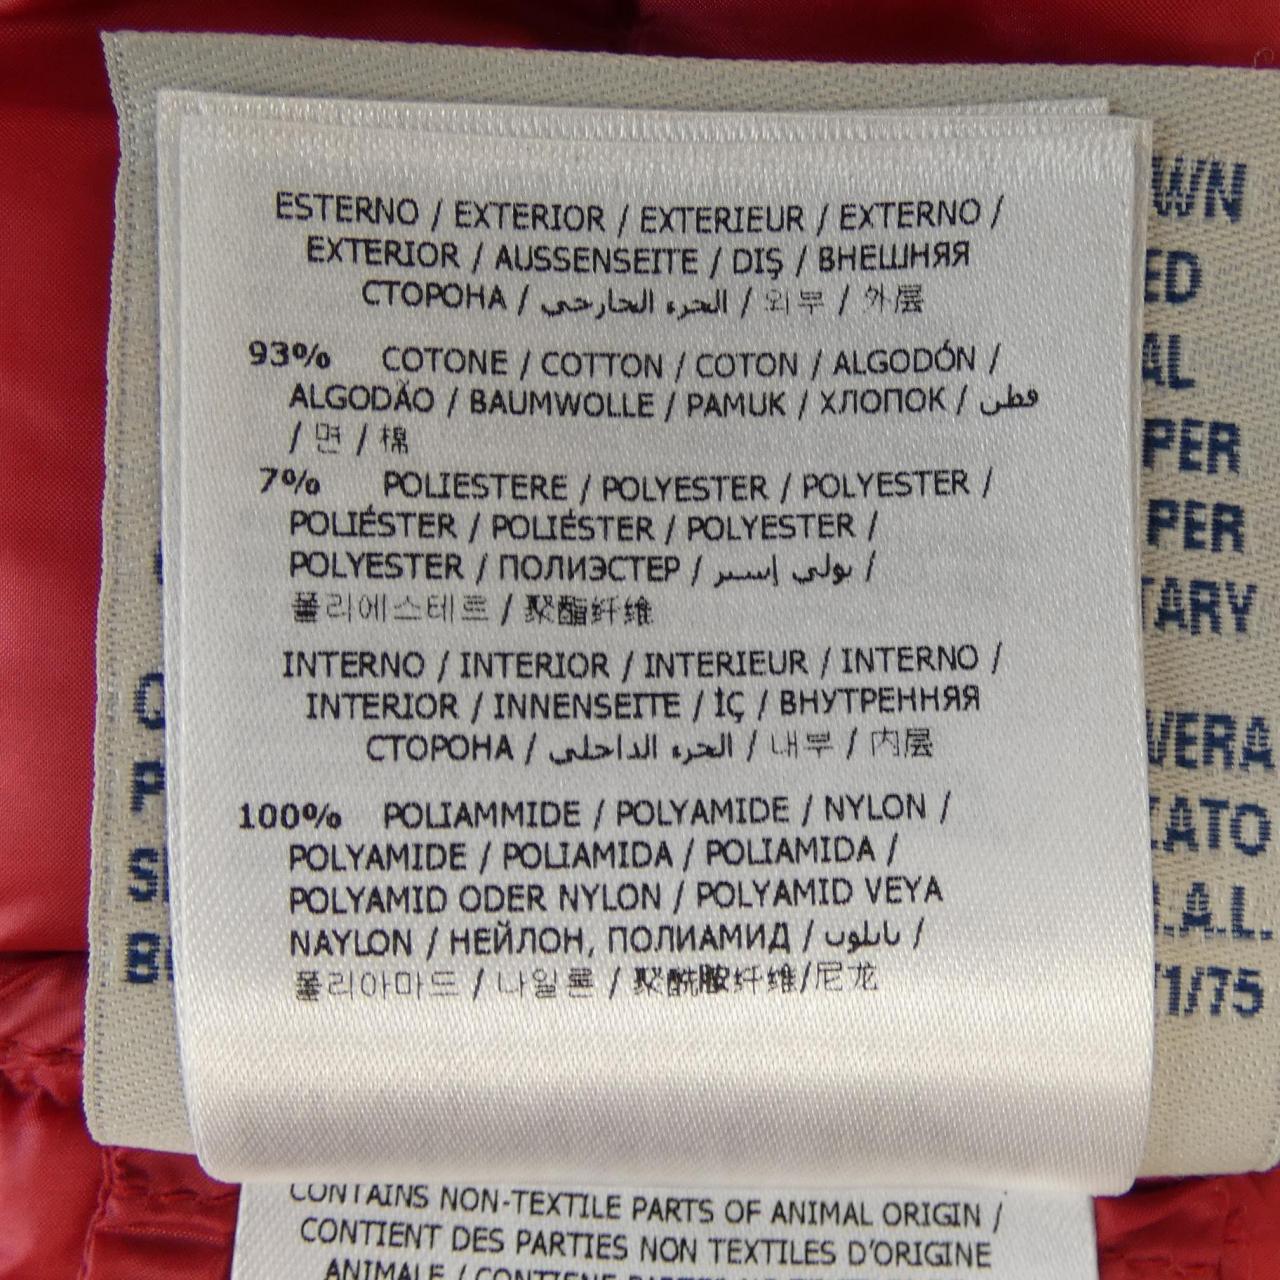 ESTERNO / EXTERIOR / EXTERIEUR / EXTERNO /
EXTERIOR / AUSSENSEITE / DIŞ / ВНЕШНЯЯ
СТОРОНА / الجزء الخارجي / 외부 / 外层
93% COTONE / COTTON / COTON / ALGODÓN /
ALGODÃO / BAUMWOLLE / PAMUK / ХЛОПОК / قطن
/ 면 / 棉
7% POLIESTERE / POLYESTER / POLYESTER /
POLIÉSTER / POLIÉSTER / POLYESTER /
POLYESTER / ПОЛИЭСТЕР / بولي إستر /
폴리에스테르 / 聚酯纤维
INTERNO / INTERIOR / INTERIEUR / INTERNO /
INTERIOR / INNENSEITE / İÇ / ВНУТРЕННЯЯ
СТОРОНА / الجزء الداخلي / 내부 / 内层
100% POLIAMMIDE / POLYAMIDE / NYLON /
POLYAMIDE / POLIAMIDA / POLIAMIDA /
POLYAMID ODER NYLON / POLYAMID VEYA
NAYLON / НЕЙЛОН, ПОЛИАМИД / نايلون /
폴리아마드 / 나일론 / 聚酰胺纤维/尼龙
CONTAINS NON-TEXTILE PARTS OF ANIMAL ORIGIN /
CONTIENT DES PARTIES NON TEXTILES D'ORIGINE
ANIMALE /
WN
ED
AL
PER
PER
TARY
VERA
ZATO
.A.L.
1/75